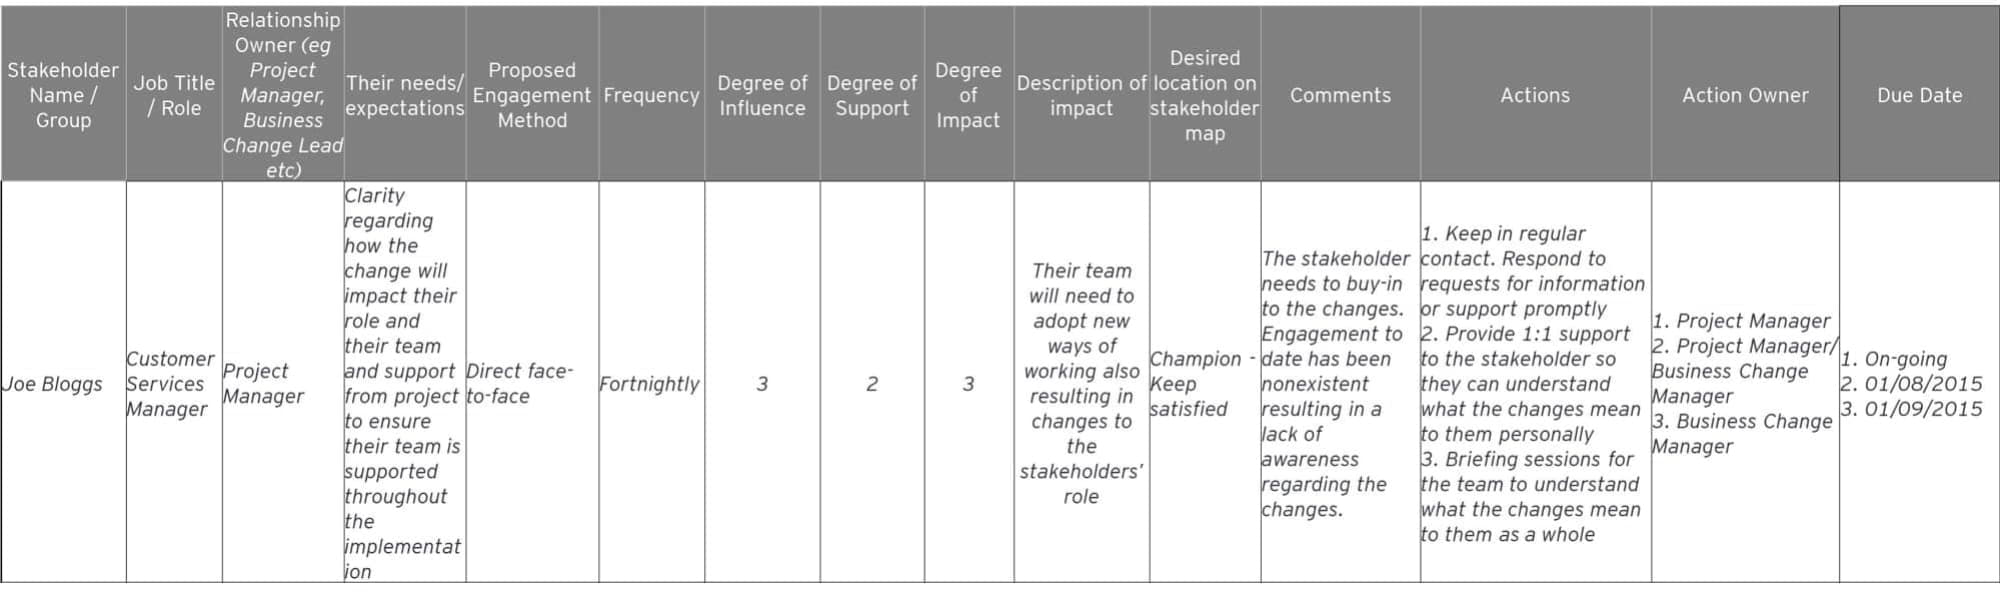 Stakeholder
Name /
Group
Job Title
/ Role
Relationship
Owner (eg
Project
Manager,
Business
Change Lead
etc)
Their needs/
expectations
Proposed
Engagement
Method
Frequency
Degree of
Influence
Degree of
Support
Degree
of
Impact
Description of
impact
Desired
location on
stakeholder
map
Comments
Actions
Action Owner
Due Date
Joe Bloggs
Customer
Services
Manager
Project
Manager
Clarity
regarding
how the
change will
impact their
role and
their team
and support
from project
to ensure
their team is
supported
throughout
the
implementat
ion
Direct face-
to-face
Fortnightly
3
2
3
Their team
will need to
adopt new
ways of
working also
resulting in
changes to
the
stakeholders'
role
Champion -
Keep
satisfied
The stakeholder
needs to buy-in
to the changes.
Engagement to
date has been
nonexistent
resulting in a
lack of
awareness
regarding the
changes.
1. Keep in regular
contact. Respond to
requests for information
or support promptly
2. Provide 1:1 support
to the stakeholder so
they can understand
what the changes mean
to them personally
3. Briefing sessions for
the team to understand
what the changes mean
to them as a whole
1. Project Manager
2. Project Manager/
Business Change
Manager
3. Business Change
Manager
1. On-going
2. 01/08/2015
3. 01/09/2015